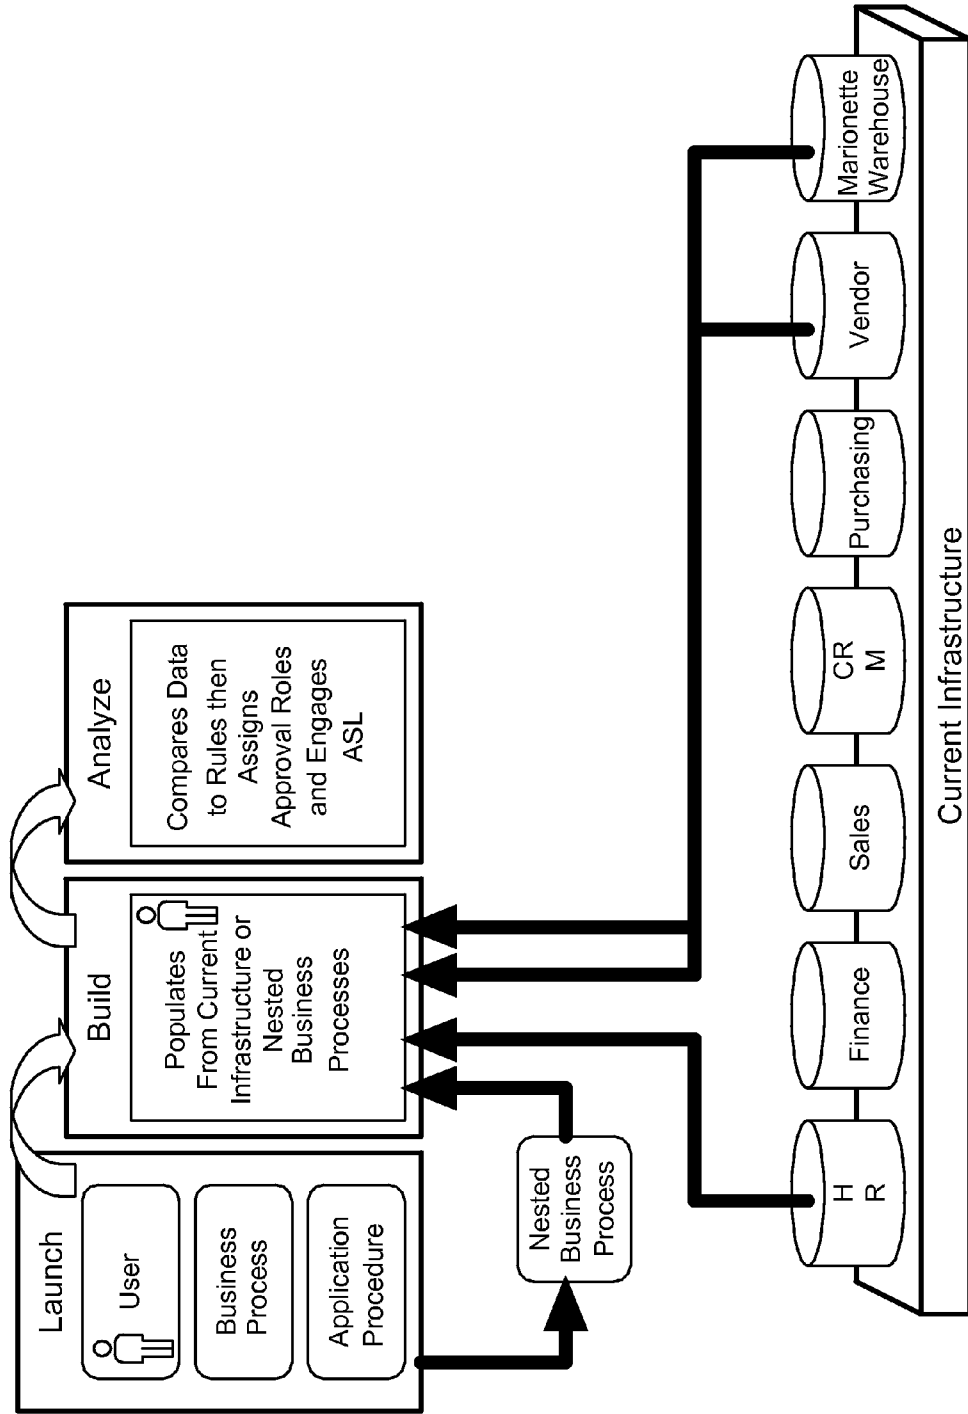 Launch
User
Business
Process
Application
Procedure
Build
Populates
From Current
Infrastructure or
Nested
Business
Processes
Analyze
Compares Data
to Rules then
Assigns
Approval Roles
and Engages
ASL
Nested
Business
Process
H
R
Finance
Sales
CR
M
Purchasing
Vendor
Marionette
Warehouse
Current Infrastructure